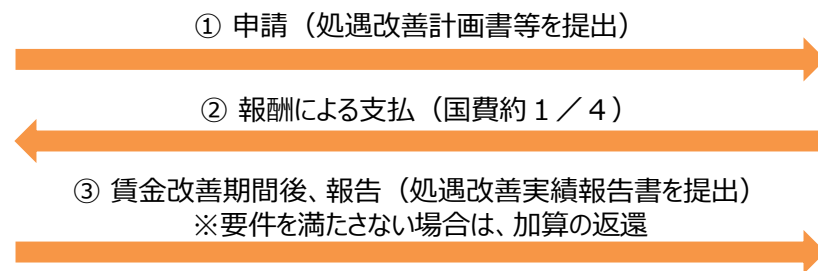 ① 申請（処遇改善計画書等を提出）
② 報酬による支払（国費約１／４）
③ 賃金改善期間後、報告（処遇改善実績報告書を提出）
※要件を満たさない場合は、加算の返還